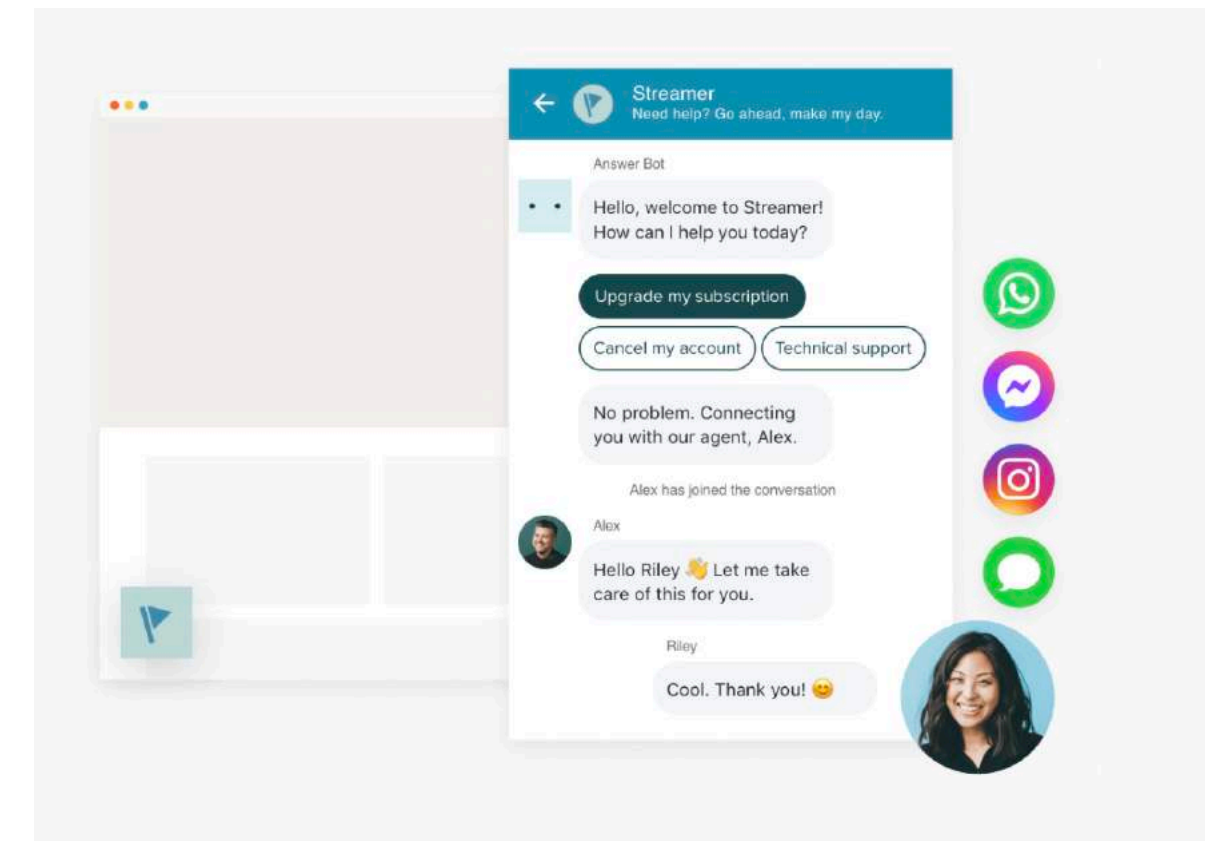 Streamer
Need help? Go ahead, make my day.
Answer Bot
Hello, welcome to Streamer!
How can I help you today?
Upgrade my subscription
Cancel my account
Technical support
No problem. Connecting
you with our agent, Alex.
Alex has joined the conversation
Alex
Hello Riley 👋 Let me take
care of this for you.
Riley
Cool. Thank you! 😊